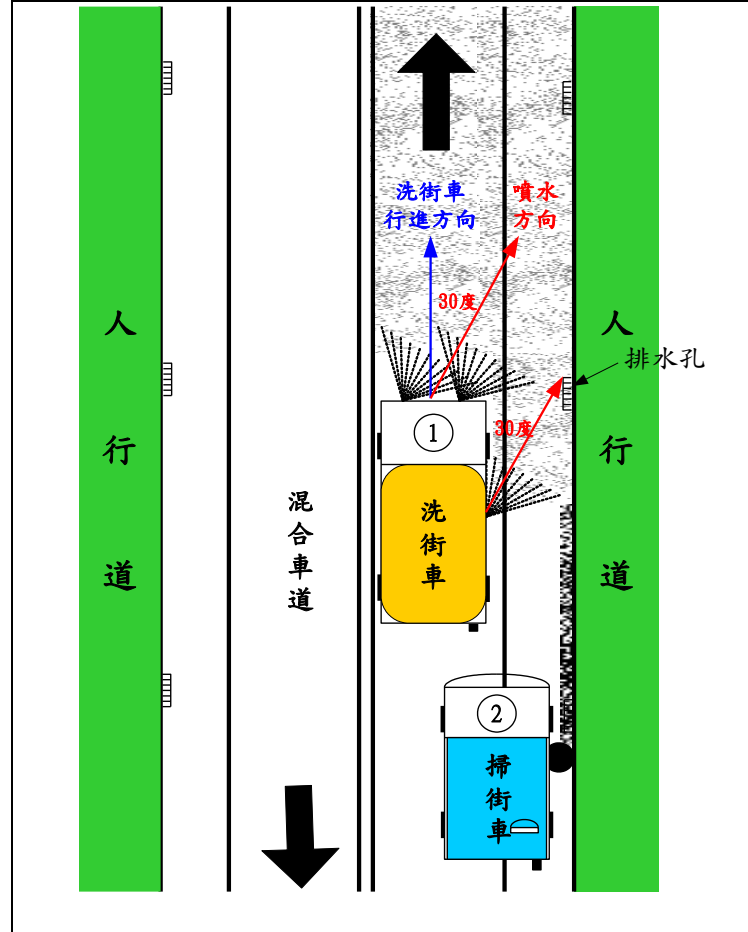 洗街車
行進方向
噴水
方向
30度
人行道
人行道
排水孔
①
30度
混合車道
洗街車
②
掃街車